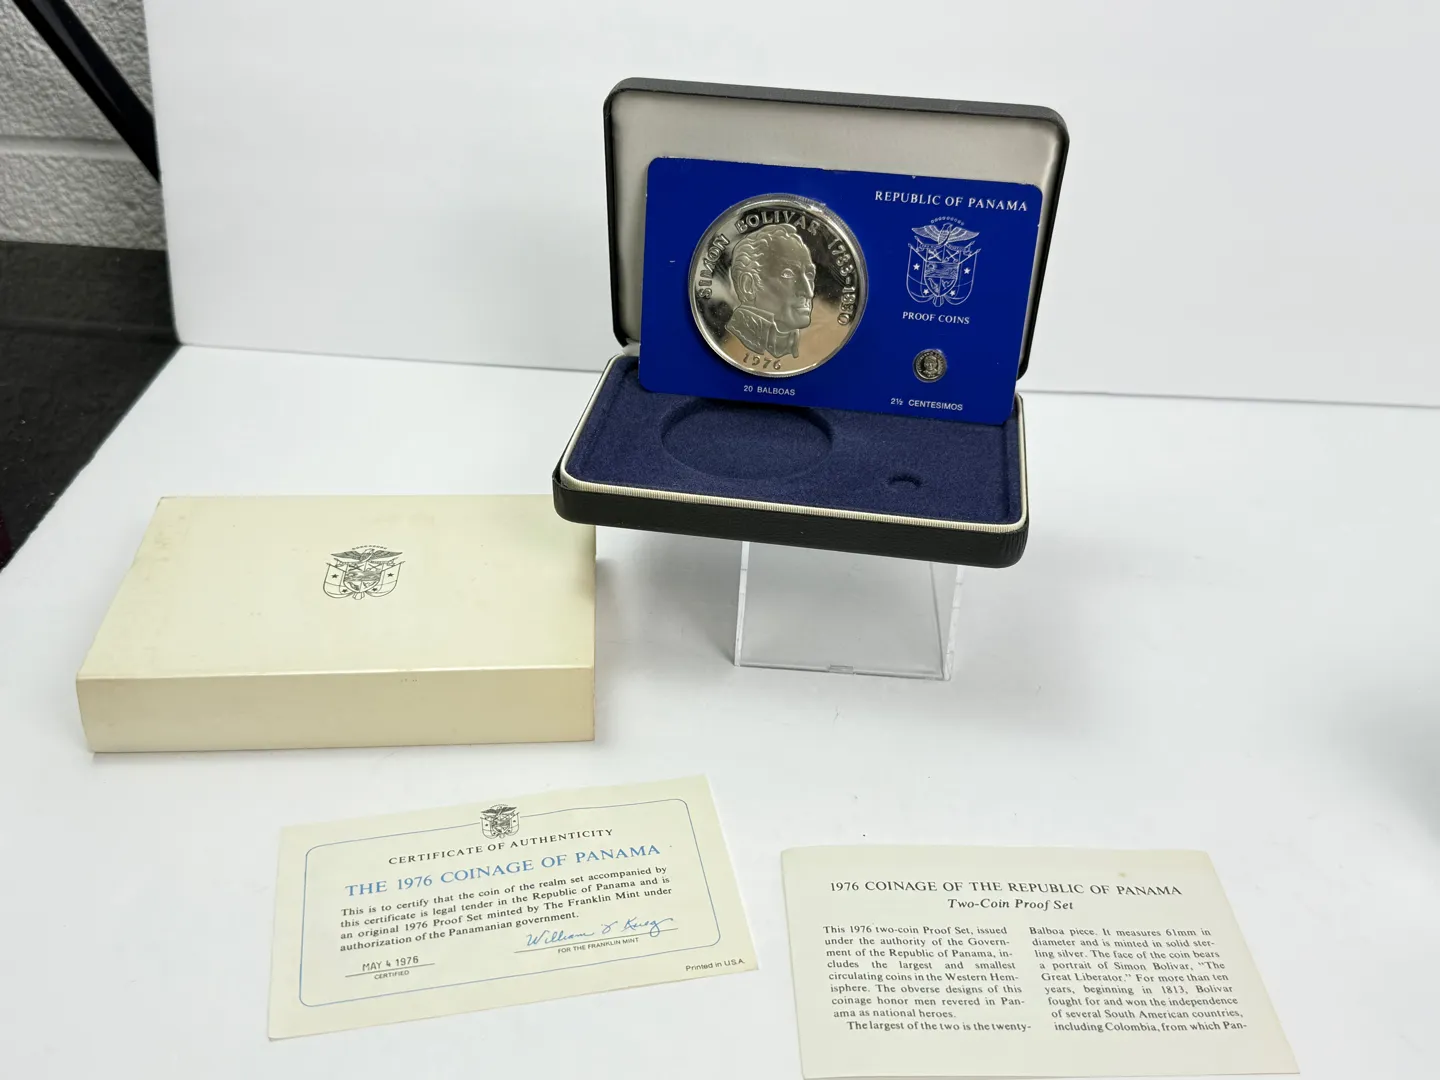 REPUBLIC OF PANAMA
SIMON BOLIVAR 1783-1830
1976
PROOF COINS
20 BALBOAS
2½ CENTESIMOS
CERTIFICATE OF AUTHENTICITY
THE 1976 COINAGE OF PANAMA
This is to certify that the coin of the realm set accompanied by
this certificate is legal tender in the Republic of Panama and is
an original 1976 Proof Set minted by The Franklin Mint under
authorization of the Panamanian government.
MAY 4 1976
CERTIFIED
FOR THE FRANKLIN MINT
Printed in U.S.A.
1976 COINAGE OF THE REPUBLIC OF PANAMA
Two-Coin Proof Set
This 1976 two-coin Proof Set, issued
under the authority of the Govern-
ment of the Republic of Panama, in-
cludes the largest and smallest
circulating coins in the Western Hem-
isphere. The obverse designs of this
coinage honor men revered in Pan-
ama as national heroes.
The largest of the two is the twenty-
Balboa piece. It measures 61mm in
diameter and is minted in solid ster-
ling silver. The face of the coin bears
a portrait of Simon Bolivar, "The
Great Liberator." For more than ten
years, beginning in 1813, Bolivar
fought for and won the independence
of several South American countries,
including Colombia, from which Pan-